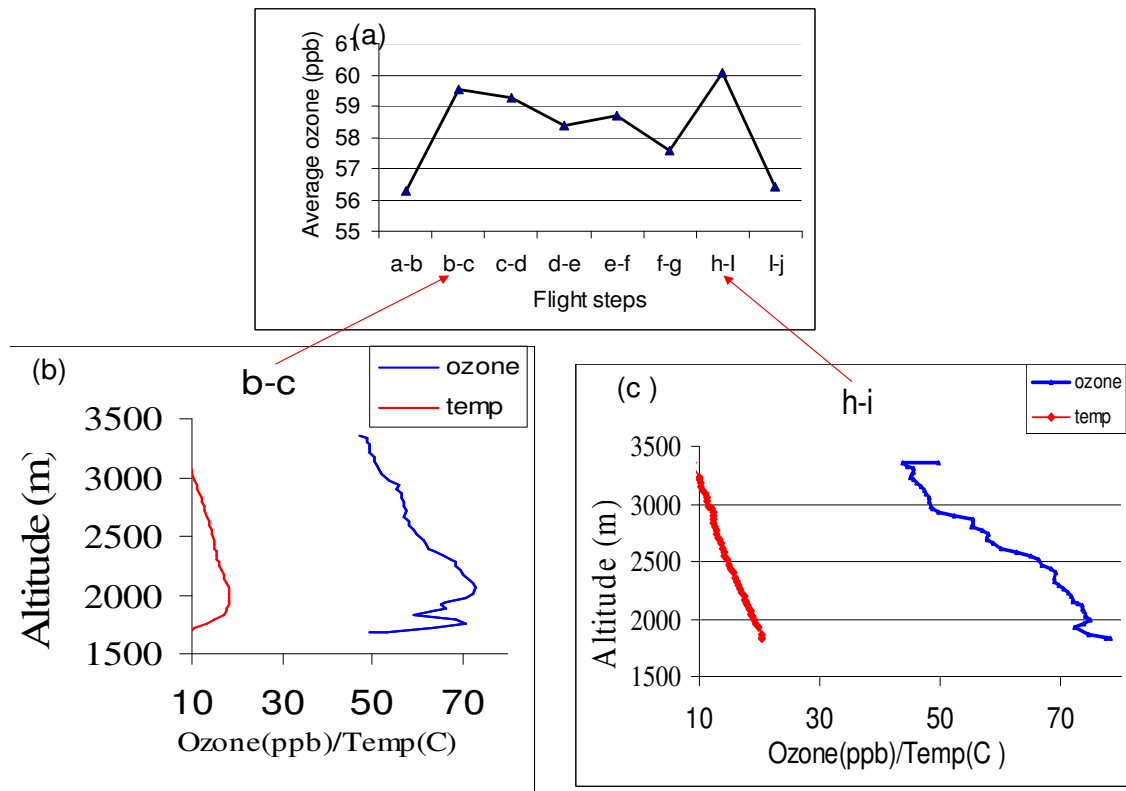 (a)
Average ozone (ppb)
61
60
59
58
57
56
55
a-b b-c c-d d-e e-f f-g h-I I-j
Flight steps
(b)
b-c
ozone
temp
Altitude (m)
3500
3000
2500
2000
1500
10 30 50 70
Ozone(ppb)/Temp(C)
(c )
h-i
ozone
temp
Altitude (m)
3500
3000
2500
2000
1500
10 30 50 70
Ozone(ppb)/Temp(C )